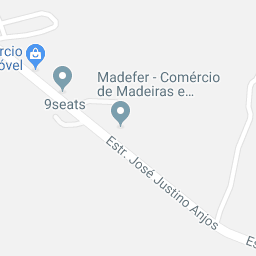 rcio
óvel
Madefer - Comércio
de Madeiras e...
9seats
Estr. José Justino Anjos
Es